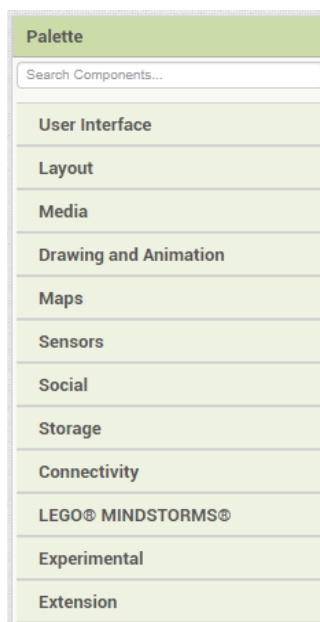 Palette
Search Components...
User Interface
Layout
Media
Drawing and Animation
Maps
Sensors
Social
Storage
Connectivity
LEGO® MINDSTORMS®
Experimental
Extension